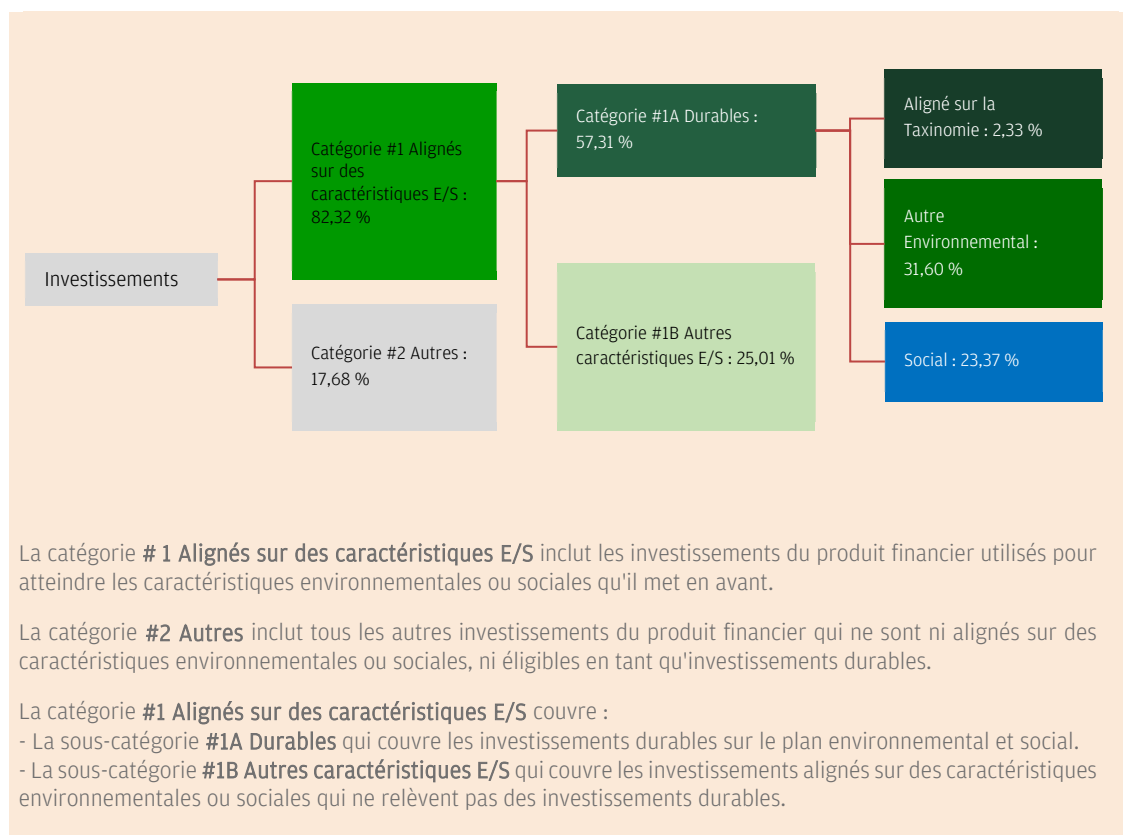 Investissements
Catégorie #1 Alignés
sur des
caractéristiques E/S :
82,32 %
Catégorie #2 Autres :
17,68 %
Catégorie #1A Durables :
57,31 %
Catégorie #1B Autres
caractéristiques E/S : 25,01 %
Aligné sur la
Taxinomie : 2,33 %
Autre
Environnemental :
31,60 %
Social : 23,37 %
La catégorie # 1 Alignés sur des caractéristiques E/S inclut les investissements du produit financier utilisés pour
atteindre les caractéristiques environnementales ou sociales qu'il met en avant.
La catégorie #2 Autres inclut tous les autres investissements du produit financier qui ne sont ni alignés sur des
caractéristiques environnementales ou sociales, ni éligibles en tant qu'investissements durables.
La catégorie #1 Alignés sur des caractéristiques E/S couvre :
- La sous-catégorie #1A Durables qui couvre les investissements durables sur le plan environnemental et social.
- La sous-catégorie #1B Autres caractéristiques E/S qui couvre les investissements alignés sur des caractéristiques
environnementales ou sociales qui ne relèvent pas des investissements durables.